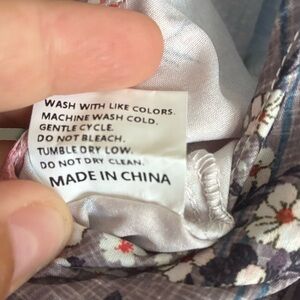 WASH WITH LIKE COLORS.
MACHINE WASH COLD.
GENTLE CYCLE.
DO NOT BLEACH.
TUMBLE DRY LOW.
DO NOT DRY CLEAN.
MADE IN CHINA